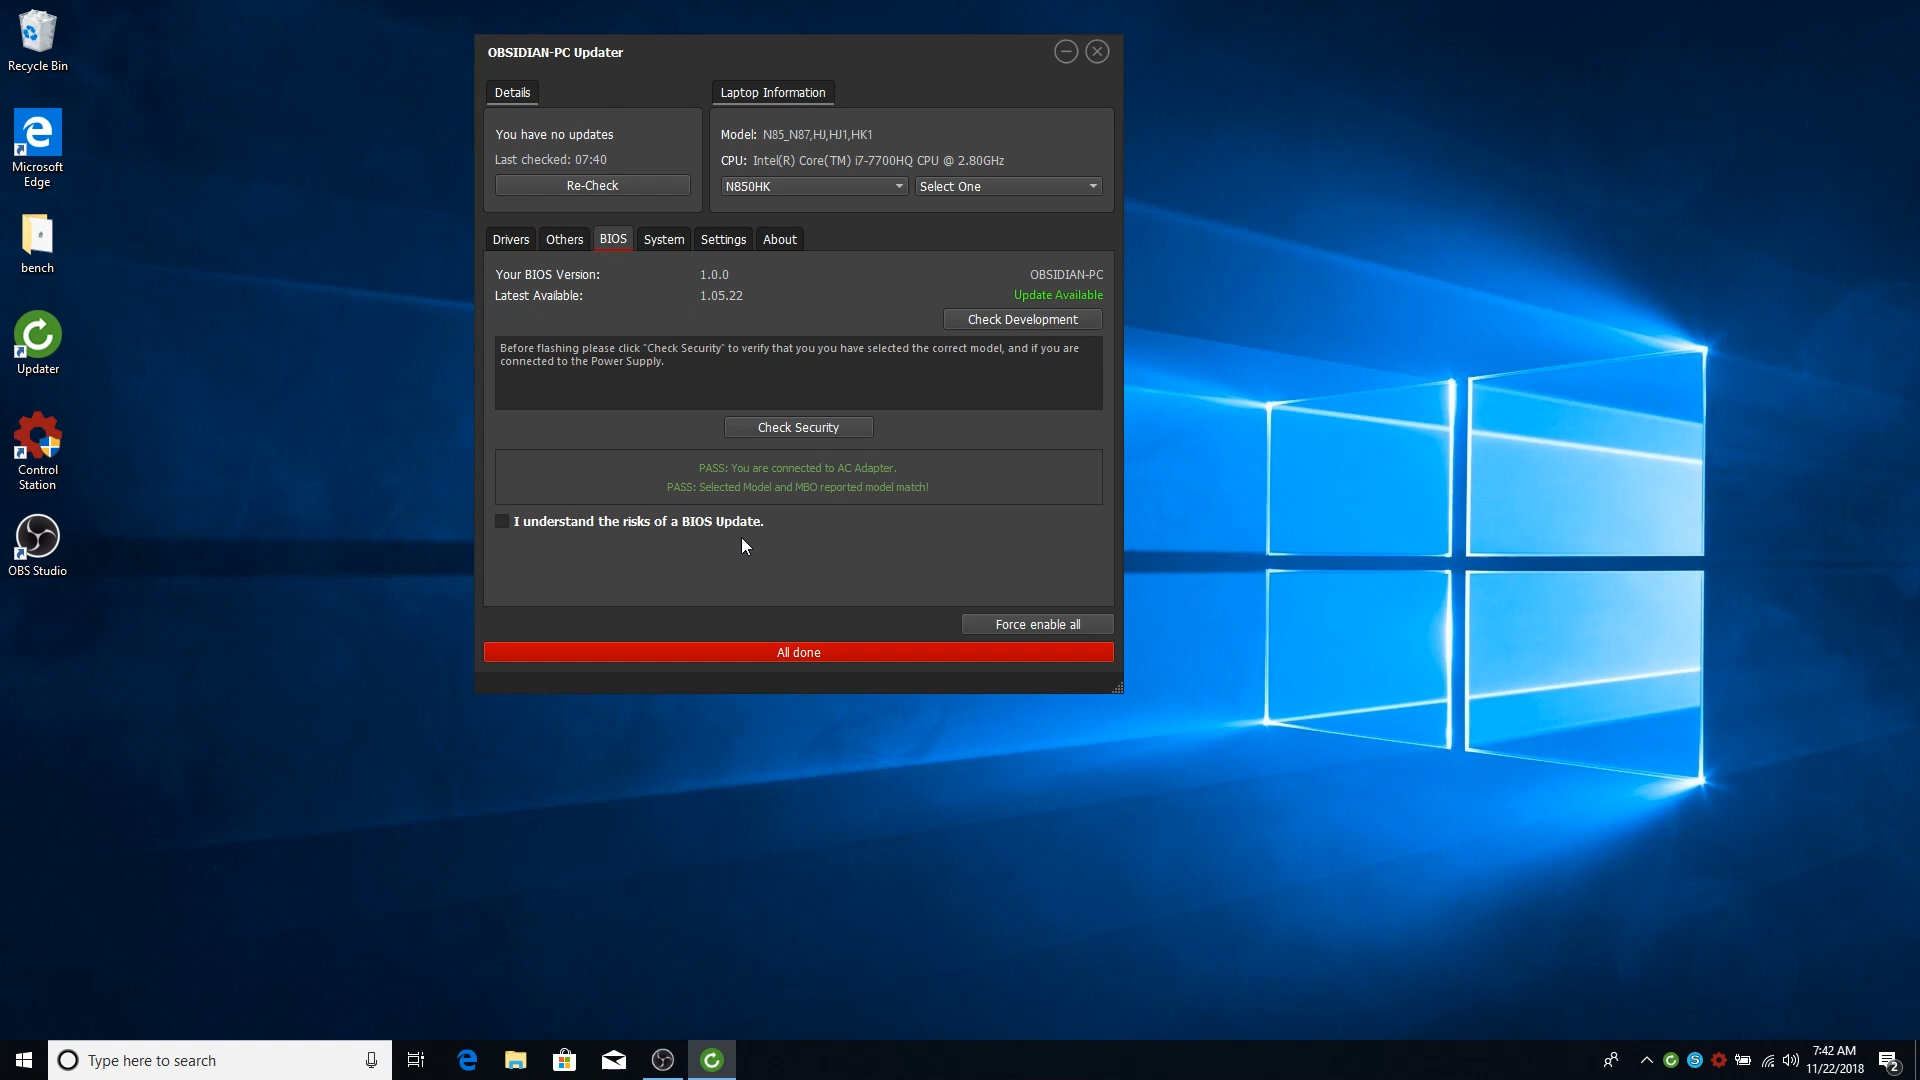 Recycle Bin
Microsoft
Edge
bench
Updater
Control
Station
OBS Studio
OBSIDIAN-PC Updater
Details
You have no updates
Last checked: 07:40
Re-Check
Laptop Information
Model: N85_N87,HJ,HJ1,HK1
CPU: Intel(R) Core(TM) i7-7700HQ CPU @ 2.80GHz
N850HK
Select One
Drivers
Others
BIOS
System
Settings
About
Your BIOS Version: 1.0.0 OBSIDIAN-PC
Latest Available: 1.05.22 Update Available
Check Development
Before flashing please click "Check Security" to verify that you you have selected the correct model, and if you are
connected to the Power Supply.
Check Security
PASS: You are connected to AC Adapter.
PASS: Selected Model and MBO reported model match!
I understand the risks of a BIOS Update.
Force enable all
All done
Type here to search
7:42 AM
11/22/2018
2